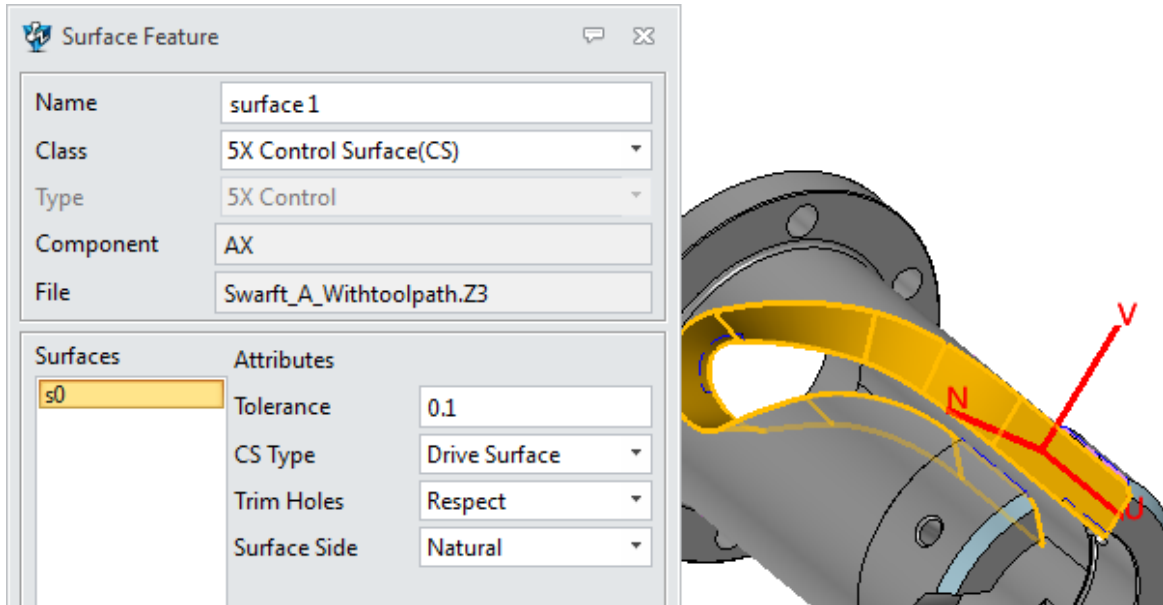 Surface Feature
Name surface 1
Class 5X Control Surface(CS)
Type 5X Control
Component AX
File Swarft_A_Withtoolpath.Z3
Surfaces Attributes
s0
Tolerance 0.1
CS Type Drive Surface
Trim Holes Respect
Surface Side Natural
V
N
U